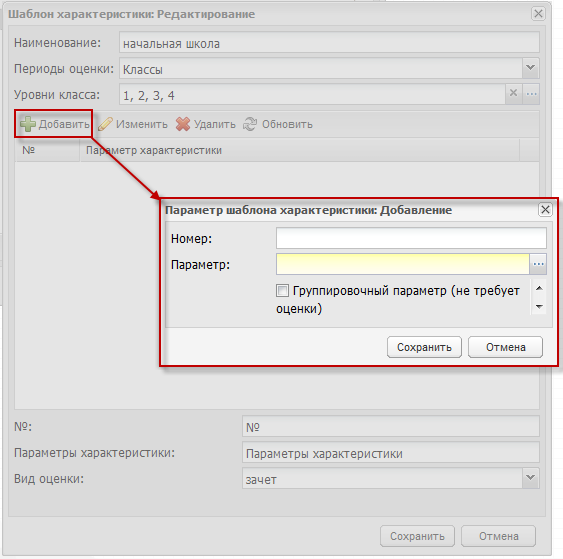 Шаблон характеристики: Редактирование
Наименование: начальная школа
Периоды оценки: Классы
Уровни класса: 1, 2, 3, 4
Добавить Изменить Удалить Обновить
№ Параметр характеристики
Параметр шаблона характеристики: Добавление
Номер:
Параметр:
Группировочный параметр (не требует
оценки)
Сохранить Отмена
№: №
Параметры характеристики: Параметры характеристики
Вид оценки: зачет
Сохранить Отмена